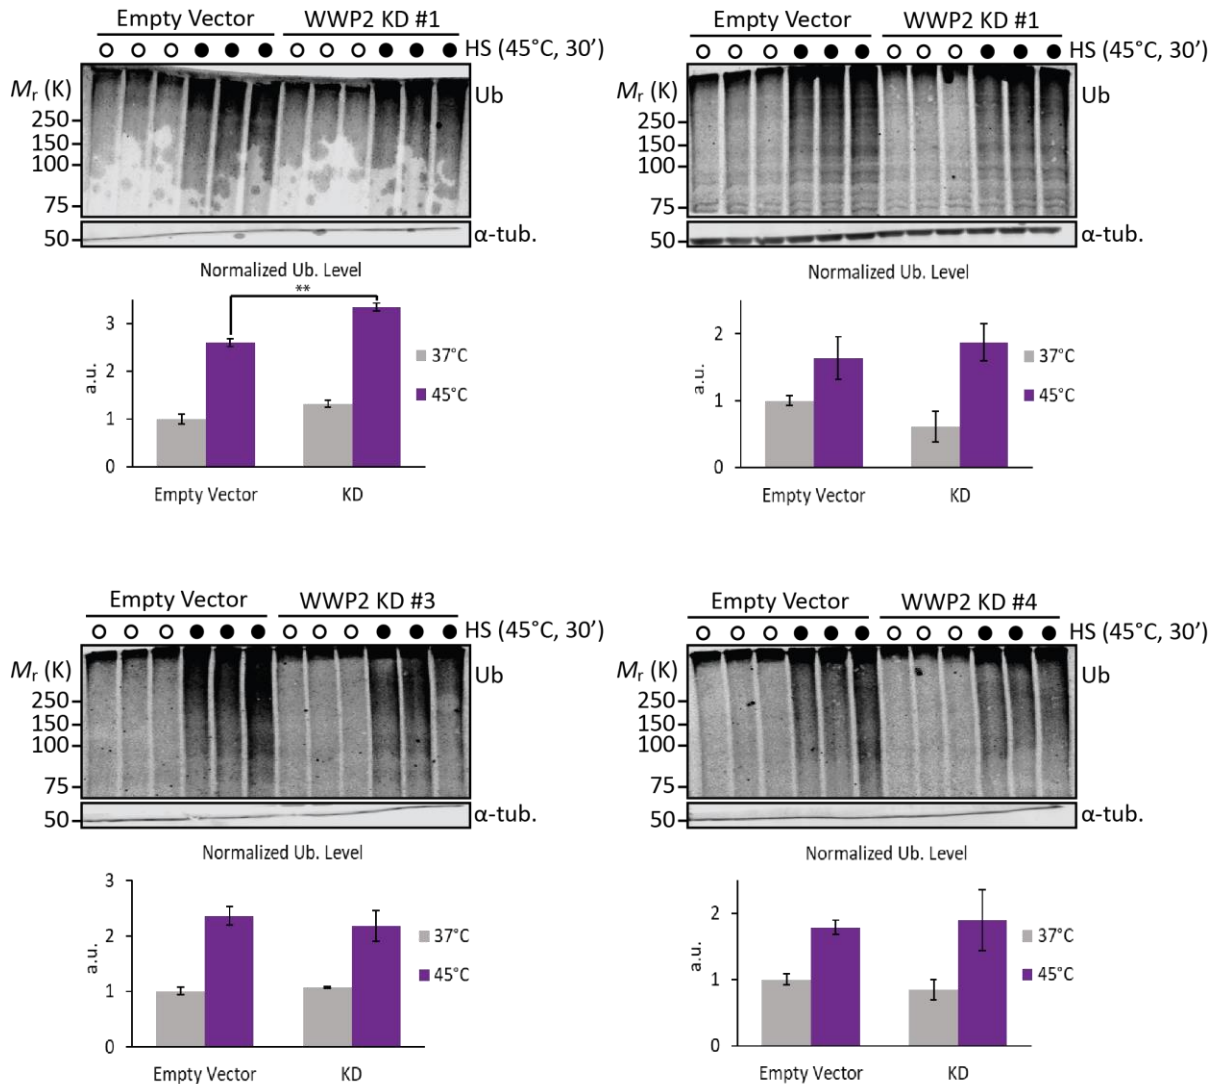 Empty Vector WWP2 KD #1
HS (45°C, 30′)
Mr (K)
Ub
250
150
100
75
50
α-tub.
Normalized Ub. Level
**
3
2
1
0
a.u.
37°C
45°C
Empty Vector KD
Empty Vector WWP2 KD #1
HS (45°C, 30′)
Mr (K)
Ub
250
150
100
75
50
α-tub.
Normalized Ub. Level
2
1
0
a.u.
37°C
45°C
Empty Vector KD
Empty Vector WWP2 KD #3
HS (45°C, 30′)
Mr (K)
Ub
250
150
100
75
50
α-tub.
Normalized Ub. Level
3
2
1
0
a.u.
37°C
45°C
Empty Vector KD
Empty Vector WWP2 KD #4
HS (45°C, 30′)
Mr (K)
Ub
250
150
100
75
50
α-tub.
Normalized Ub. Level
2
1
0
a.u.
37°C
45°C
Empty Vector KD